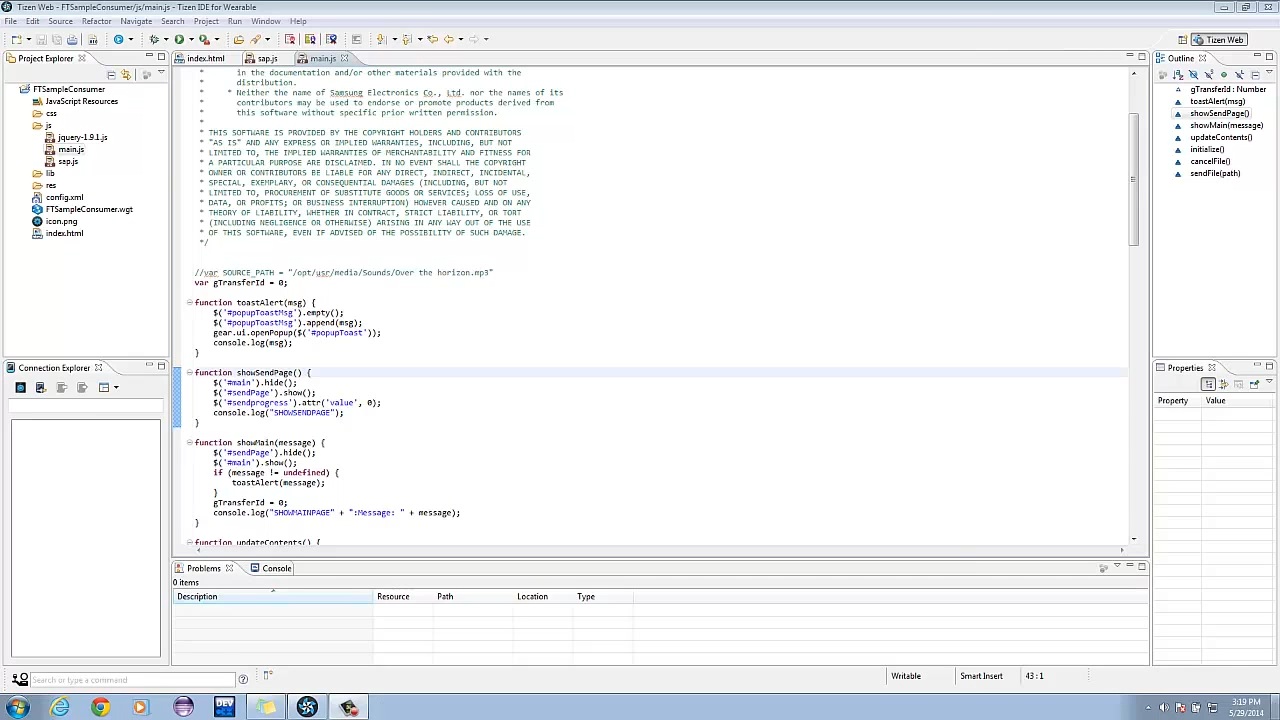 Tizen Web - FTSampleConsumer/js/main.js - Tizen IDE for Wearable
File Edit Source Refactor Navigate Search Project Run Window Help
Tizen Web
Project Explorer
FTSampleConsumer
JavaScript Resources
css
js
jquery-1.9.1.js
main.js
sap.js
lib
res
config.xml
FTSampleConsumer.wgt
icon.png
index.html
Connection Explorer
index.html
sap.js
main.js
* in the documentation and/or other materials provided with the
* distribution.
* * Neither the name of Samsung Electronics Co., Ltd. nor the names of its
* contributors may be used to endorse or promote products derived from
* this software without specific prior written permission.
*
* THIS SOFTWARE IS PROVIDED BY THE COPYRIGHT HOLDERS AND CONTRIBUTORS
* "AS IS" AND ANY EXPRESS OR IMPLIED WARRANTIES, INCLUDING, BUT NOT
* LIMITED TO, THE IMPLIED WARRANTIES OF MERCHANTABILITY AND FITNESS FOR
* A PARTICULAR PURPOSE ARE DISCLAIMED. IN NO EVENT SHALL THE COPYRIGHT
* OWNER OR CONTRIBUTORS BE LIABLE FOR ANY DIRECT, INDIRECT, INCIDENTAL,
* SPECIAL, EXEMPLARY, OR CONSEQUENTIAL DAMAGES (INCLUDING, BUT NOT
* LIMITED TO, PROCUREMENT OF SUBSTITUTE GOODS OR SERVICES; LOSS OF USE,
* DATA, OR PROFITS; OR BUSINESS INTERRUPTION) HOWEVER CAUSED AND ON ANY
* THEORY OF LIABILITY, WHETHER IN CONTRACT, STRICT LIABILITY, OR TORT
* (INCLUDING NEGLIGENCE OR OTHERWISE) ARISING IN ANY WAY OUT OF THE USE
* OF THIS SOFTWARE, EVEN IF ADVISED OF THE POSSIBILITY OF SUCH DAMAGE.
*/
//var SOURCE_PATH = "/opt/usr/media/Sounds/Over the horizon.mp3"
var gTransferId = 0;
function toastAlert(msg) {
$('#popupToastMsg').empty();
$('#popupToastMsg').append(msg);
gear.ui.openPopup($('#popupToast'));
console.log(msg);
}
function showSendPage() {
$('#main').hide();
$('#sendPage').show();
$('#sendprogress').attr('value', 0);
console.log("SHOWSENDPAGE");
}
function showMain(message) {
$('#sendPage').hide();
$('#main').show();
if (message != undefined) {
toastAlert(message);
}
gTransferId = 0;
console.log("SHOWMAINPAGE" + ":Message: " + message);
}
function updateContents() {
Problems
Console
0 items
Description Resource Path Location Type
Outline
gTransferId : Number
toastAlert(msg)
showSendPage()
showMain(message)
updateContents()
initialize()
cancelFile()
sendFile(path)
Properties
Property Value
Search or type a command
Writable Smart Insert 43 : 1
DEV
3:19 PM
5/29/2014